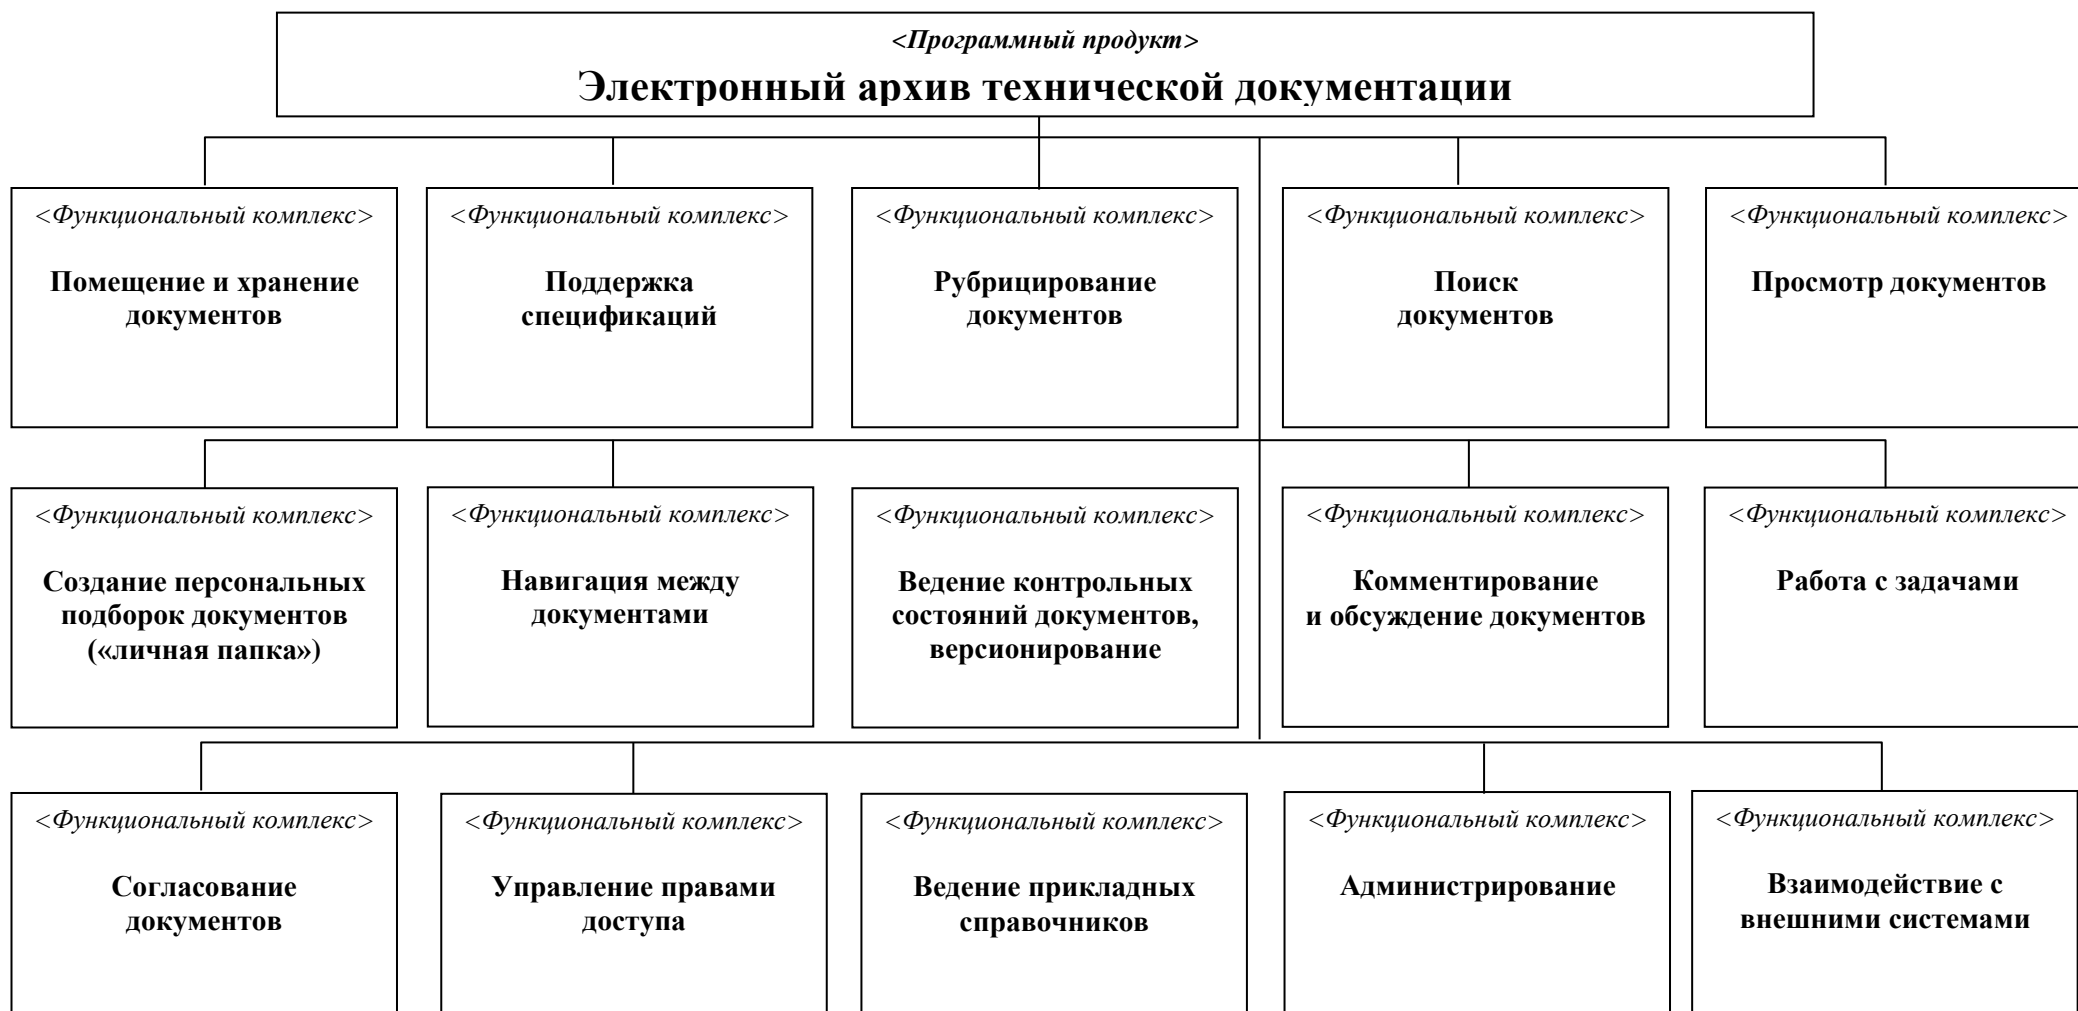 <Программный продукт>
Электронный архив технической документации
<Функциональный комплекс>
Помещение и хранение
документов
<Функциональный комплекс>
Поддержка
спецификаций
<Функциональный комплекс>
Рубрицирование
документов
<Функциональный комплекс>
Поиск
документов
<Функциональный комплекс>
Просмотр документов
<Функциональный комплекс>
Создание персональных
подборок документов
(«личная папка»)
<Функциональный комплекс>
Навигация между
документами
<Функциональный комплекс>
Ведение контрольных
состояний документов,
версионирование
<Функциональный комплекс>
Комментирование
и обсуждение документов
<Функциональный комплекс>
Работа с задачами
<Функциональный комплекс>
Согласование
документов
<Функциональный комплекс>
Управление правами
доступа
<Функциональный комплекс>
Ведение прикладных
справочников
<Функциональный комплекс>
Администрирование
<Функциональный комплекс>
Взаимодействие с
внешними системами